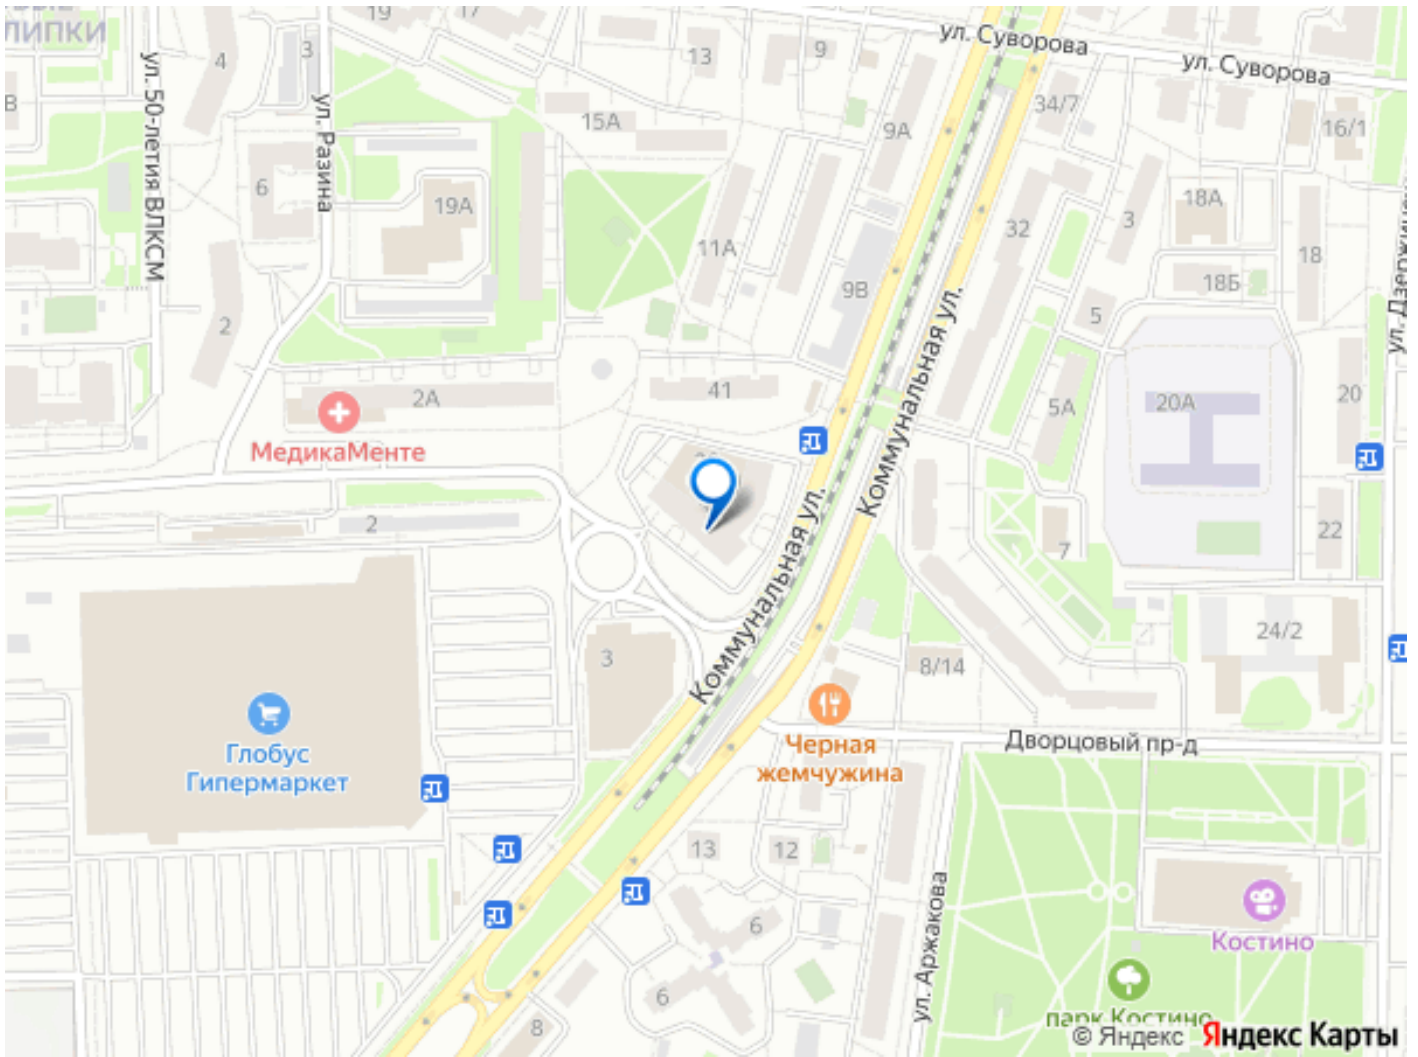 ЛИПКИ
19
17
4
3
13
9
ул. Суворова
ул. Суворова
ул. 50-летия ВЛКСМ
ул. Разина
15А
9А
34/7
16/1
В
6
19А
11А
32
3
18А
18
18Б
9В
5
2
Коммунальная ул.
2А
41
5А
20А
20
МедикаМенте
2
Коммунальная ул.
7
22
3
8/14
24/2
Глобус
Гипермаркет
Черная
жемчужина
Дворцовый пр-д
13
12
ул. Аржакова
6
Костино
6
8
парк Костино
© Яндекс Яндекс Карты